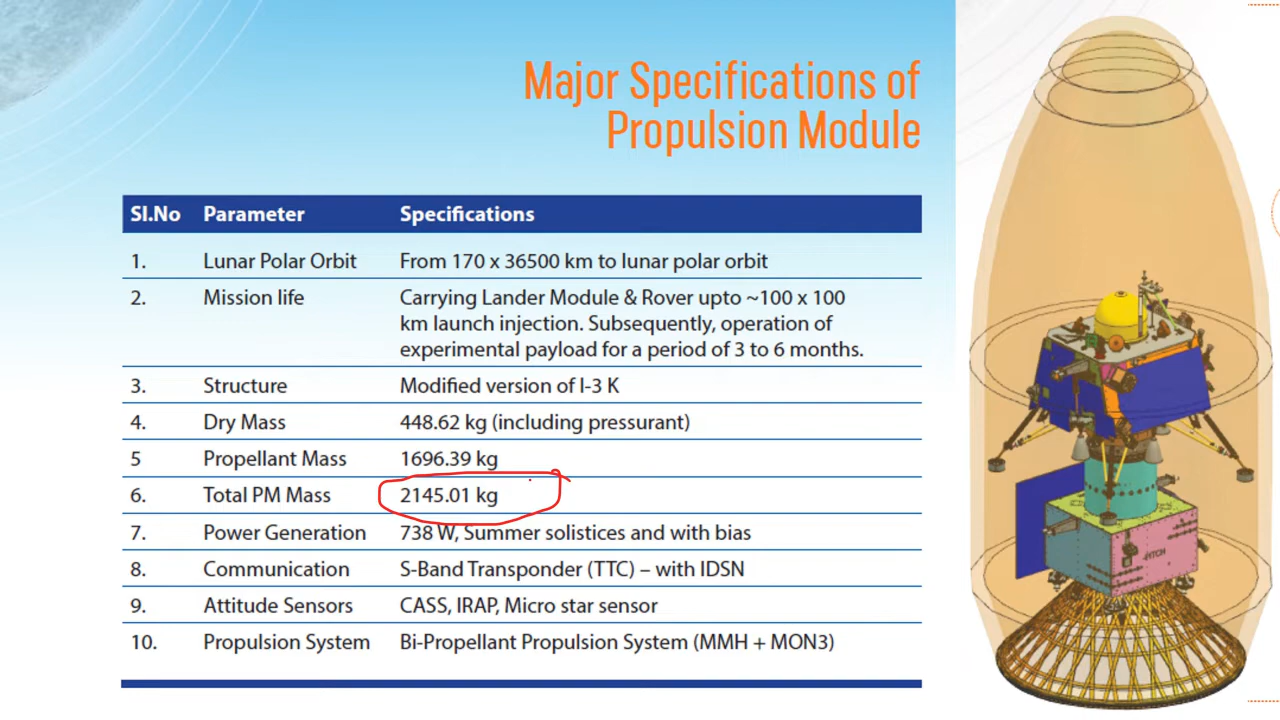 Major Specifications of
Propulsion Module
Sl.No Parameter Specifications
1. Lunar Polar Orbit From 170 x 36500 km to lunar polar orbit
2. Mission life Carrying Lander Module & Rover upto ~100 x 100
km launch injection. Subsequently, operation of
experimental payload for a period of 3 to 6 months.
3. Structure Modified version of I-3 K
4. Dry Mass 448.62 kg (including pressurant)
5 Propellant Mass 1696.39 kg
6. Total PM Mass 2145.01 kg
7. Power Generation 738 W, Summer solistices and with bias
8. Communication S-Band Transponder (TTC) – with IDSN
9. Attitude Sensors CASS, IRAP, Micro star sensor
10. Propulsion System Bi-Propellant Propulsion System (MMH + MON3)
PITCH